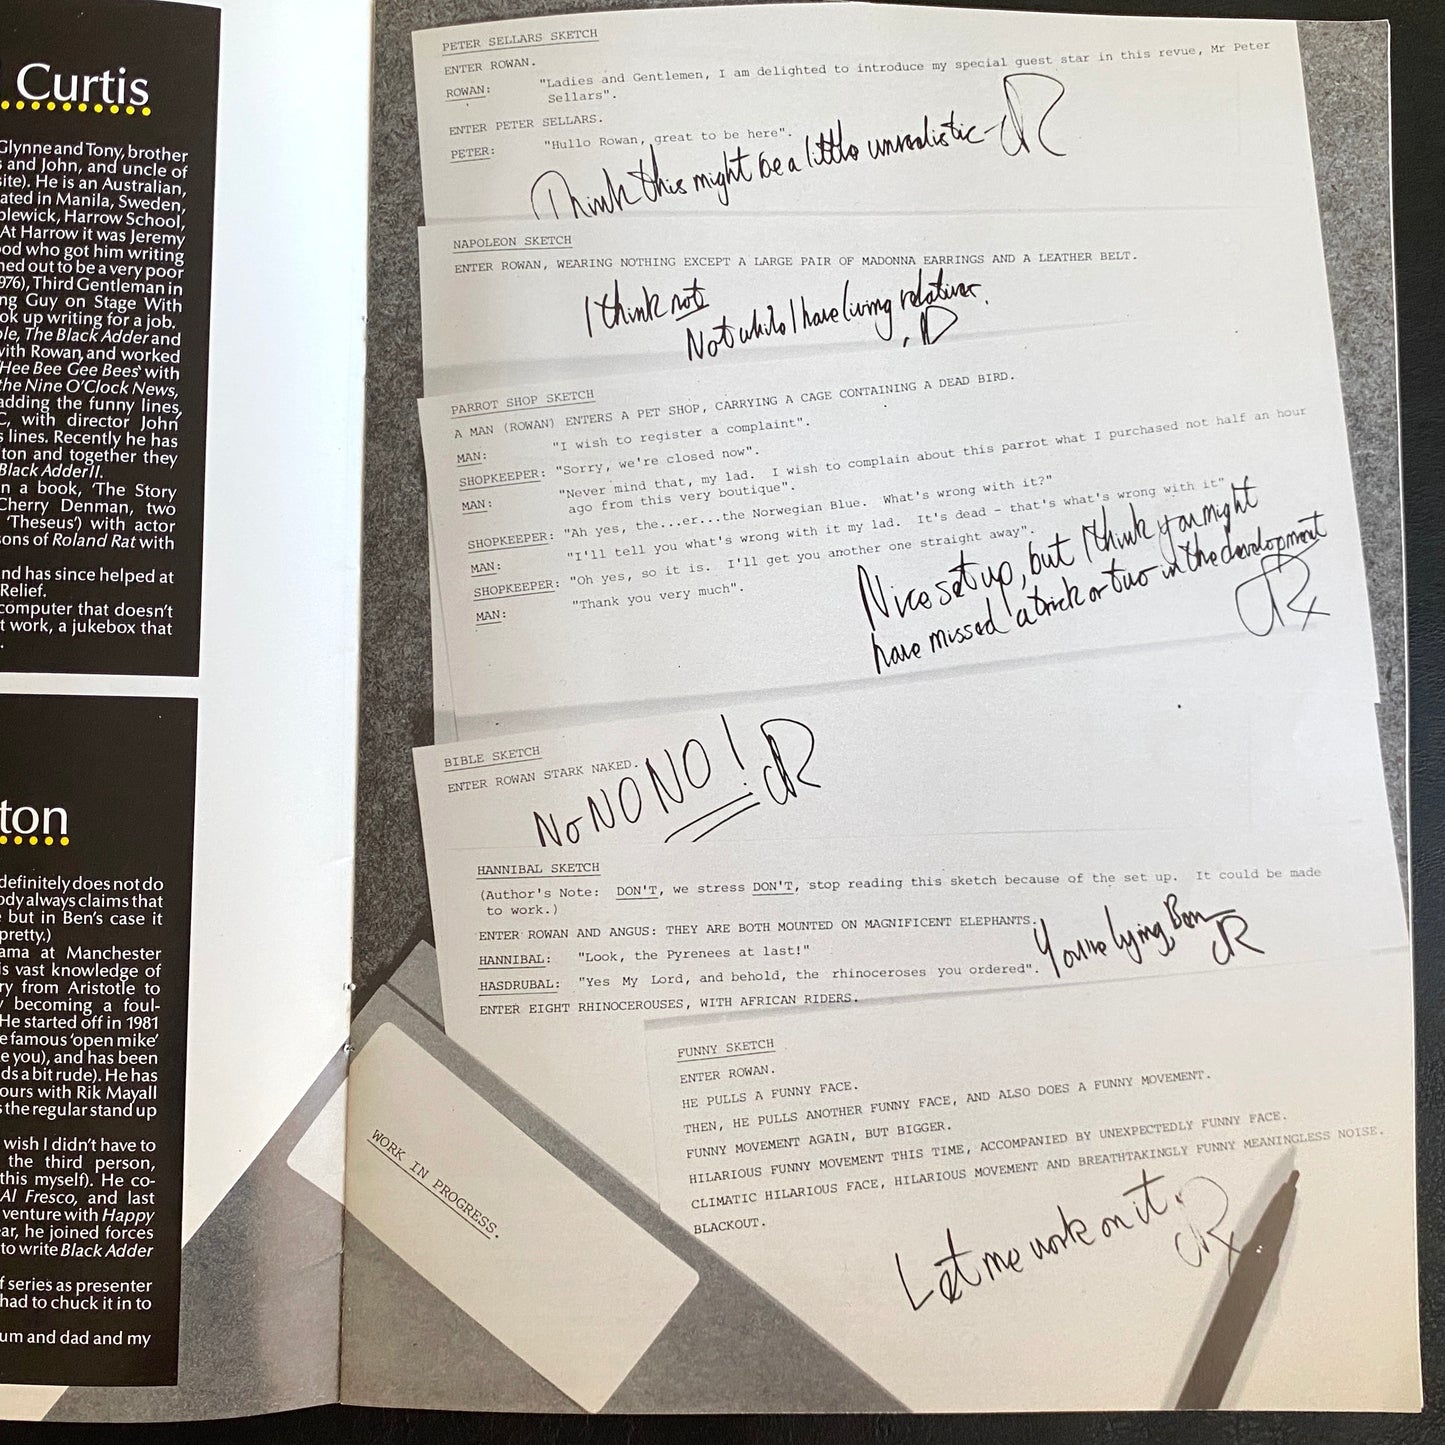 Curtis
Glynne and Tony, brother
s and John, and uncle of
site). He is an Australian,
ated in Manila, Sweden,
plewick, Harrow School,
At Harrow it was Jeremy
ood who got him writing
ned out to be a very poor
976), Third Gentleman in
ng Guy on Stage With
ok up writing for a job.
ole, The Black Adder and
with Rowan, and worked
'Hee Bee Gee Bees' with
the Nine O'Clock News,
adding the funny lines,
C, with director John
s lines. Recently he has
ton and together they
Black Adder II.
n a book, 'The Story
Cherry Denman, two
'Theseus') with actor
sons of Roland Rat with
nd has since helped at
Relief.
computer that doesn't
t work, a jukebox that
.
ton
definitely does not do
ody always claims that
e but in Ben's case it
pretty.)
ama at Manchester
is vast knowledge of
ry from Aristotle to
y becoming a foul-
He started off in 1981
e famous 'open mike'
e you), and has been
ds a bit rude). He has
ours with Rik Mayall
s the regular stand up
wish I didn't have to
the third person,
this myself). He co-
Al Fresco, and last
venture with Happy
ar, he joined forces
to write Black Adder
f series as presenter
had to chuck it in to
um and dad and my
PETER SELLARS SKETCH
ENTER ROWAN.
ROWAN: "Ladies and Gentlemen, I am delighted to introduce my special guest star in this revue, Mr Peter
Sellars".
ENTER PETER SELLARS.
PETER: "Hullo Rowan, great to be here".
Think this might be a little unrealistic - R
NAPOLEON SKETCH
ENTER ROWAN, WEARING NOTHING EXCEPT A LARGE PAIR OF MADONNA EARRINGS AND A LEATHER BELT.
I think not
Not while I have living relatives.
R
PARROT SHOP SKETCH
A MAN (ROWAN) ENTERS A PET SHOP, CARRYING A CAGE CONTAINING A DEAD BIRD.
MAN: "I wish to register a complaint".
SHOPKEEPER: "Sorry, we're closed now".
MAN: "Never mind that, my lad. I wish to complain about this parrot what I purchased not half an hour
ago from this very boutique".
SHOPKEEPER: "Ah yes, the...er...the Norwegian Blue. What's wrong with it?"
MAN: "I'll tell you what's wrong with it my lad. It's dead - that's what's wrong with it"
SHOPKEEPER: "Oh yes, so it is. I'll get you another one straight away".
MAN: "Thank you very much".
Nice set up, but I think you might
have missed a trick or two in the development
Rx
BIBLE SKETCH
ENTER ROWAN STARK NAKED.
No NO NO! R
HANNIBAL SKETCH
(Author's Note: DON'T, we stress DON'T, stop reading this sketch because of the set up. It could be made
to work.)
ENTER ROWAN AND ANGUS: THEY ARE BOTH MOUNTED ON MAGNIFICENT ELEPHANTS.
HANNIBAL: "Look, the Pyrenees at last!"
HASDRUBAL: "Yes My Lord, and behold, the rhinoceroses you ordered".
ENTER EIGHT RHINOCEROUSES, WITH AFRICAN RIDERS.
You're lying, Ben
R
FUNNY SKETCH
ENTER ROWAN.
HE PULLS A FUNNY FACE.
THEN, HE PULLS ANOTHER FUNNY FACE, AND ALSO DOES A FUNNY MOVEMENT.
FUNNY MOVEMENT AGAIN, BUT BIGGER.
HILARIOUS FUNNY MOVEMENT THIS TIME, ACCOMPANIED BY UNEXPECTEDLY FUNNY FACE.
CLIMATIC HILARIOUS FACE, HILARIOUS MOVEMENT AND BREATHTAKINGLY FUNNY MEANINGLESS NOISE.
BLACKOUT.
Let me work on it.
Rx
WORK IN PROGRESS.